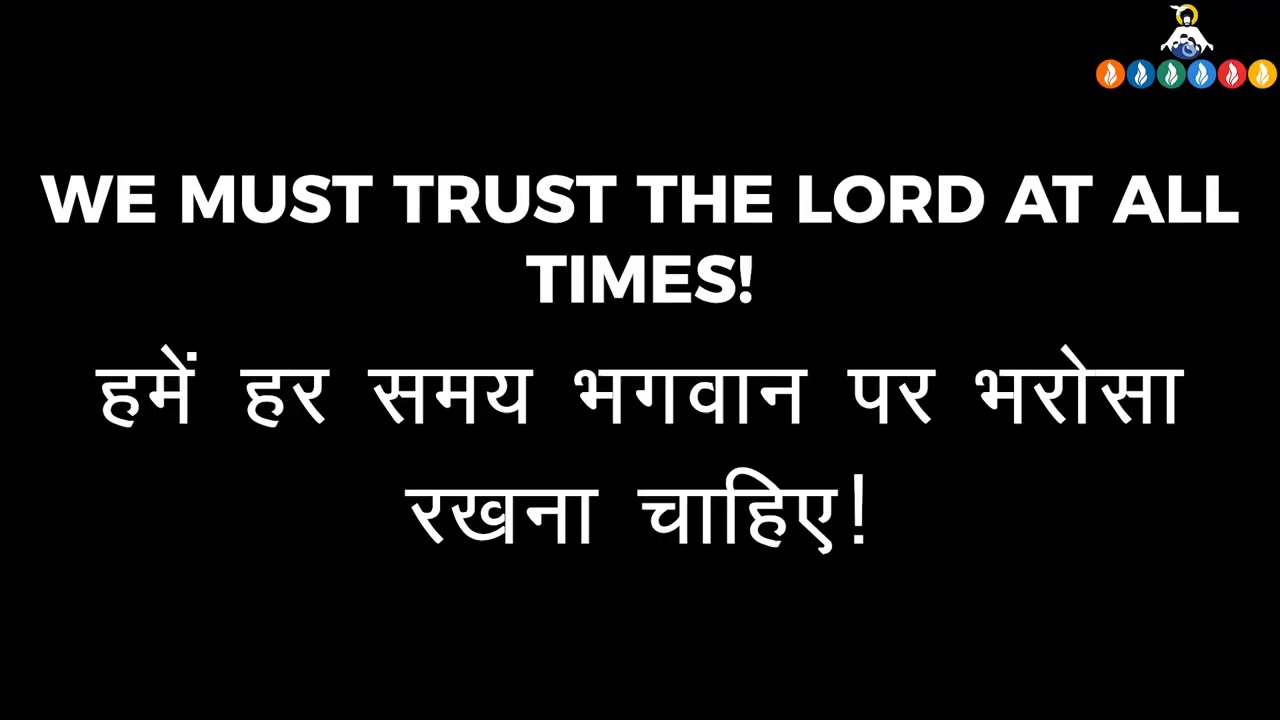 WE MUST TRUST THE LORD AT ALL
TIMES!
हमें हर समय भगवान पर भरोसा
रखना चाहिए!